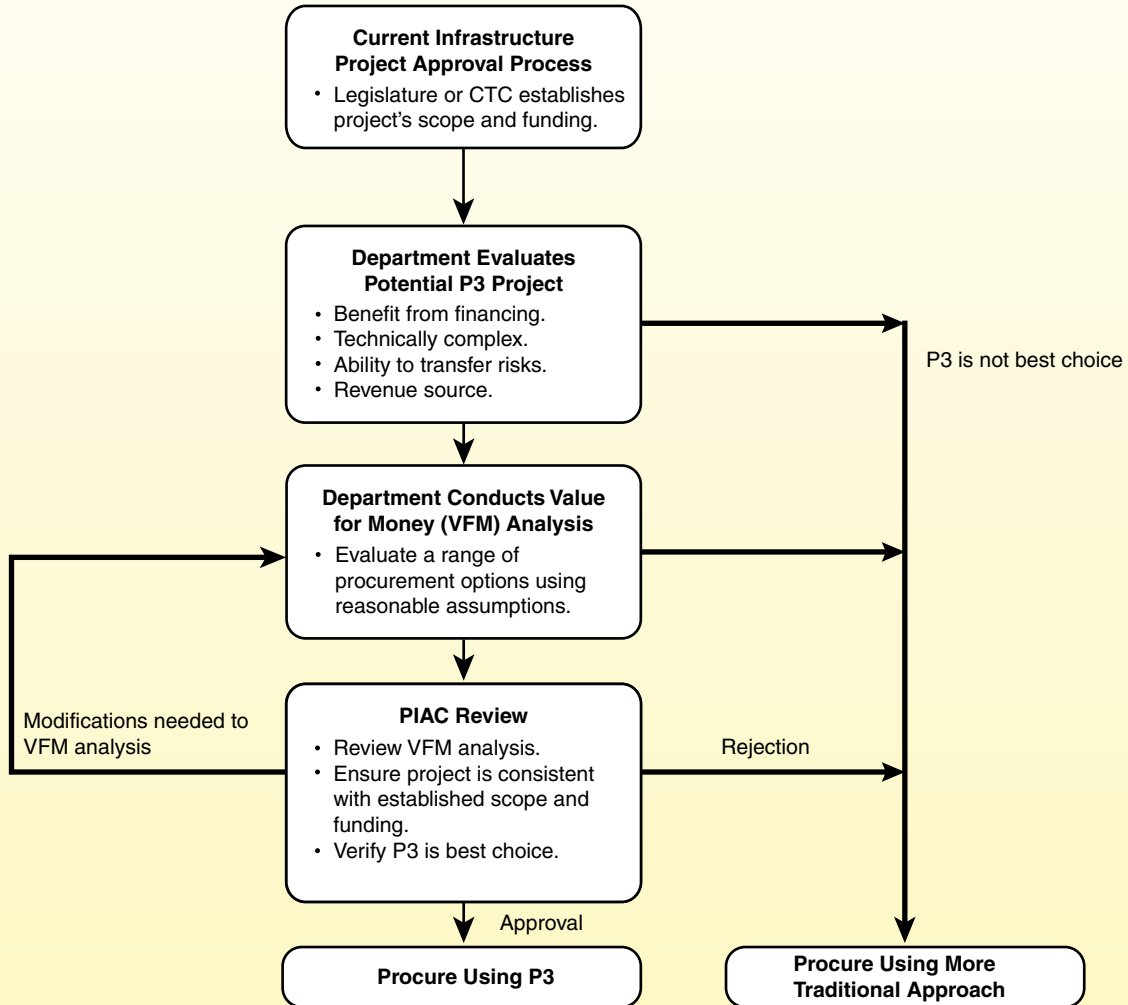 Current Infrastructure
Project Approval Process
• Legislature or CTC establishes
project's scope and funding.
Department Evaluates
Potential P3 Project
• Benefit from financing.
• Technically complex.
• Ability to transfer risks.
• Revenue source.
P3 is not best choice
Department Conducts Value
for Money (VFM) Analysis
• Evaluate a range of
procurement options using
reasonable assumptions.
Modifications needed to
VFM analysis
PIAC Review
• Review VFM analysis.
• Ensure project is consistent
with established scope and
funding.
• Verify P3 is best choice.
Rejection
Approval
Procure Using P3
Procure Using More
Traditional Approach